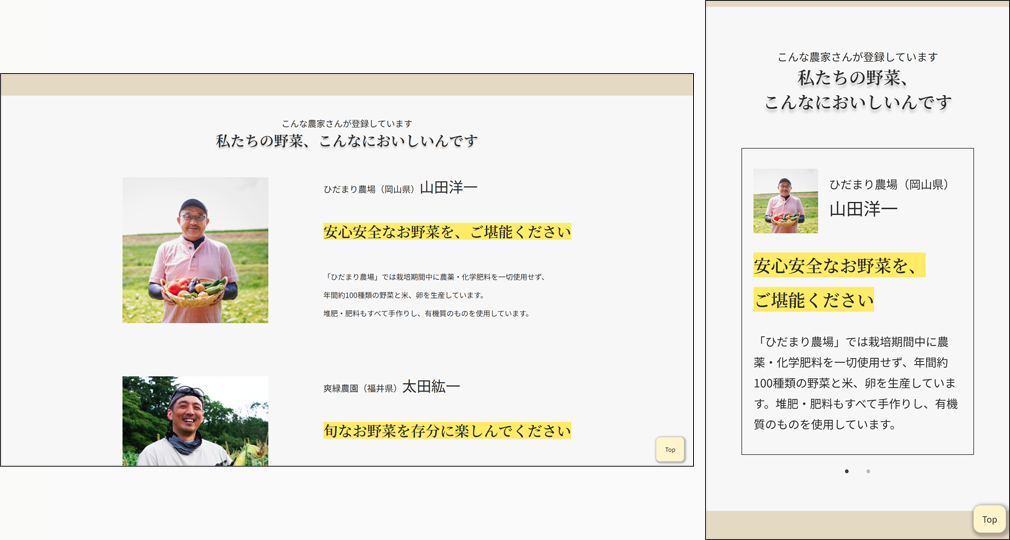 こんな農家さんが登録しています
私たちの野菜、こんなにおいしいんです
ひだまり農場（岡山県）山田洋一
安心安全なお野菜を、ご堪能ください
「ひだまり農場」では栽培期間中に農薬・化学肥料を一切使用せず、
年間約100種類の野菜と米、卵を生産しています。
堆肥・肥料もすべて手作りし、有機質のものを使用しています。
爽緑農園（福井県）太田紘一
旬なお野菜を存分に楽しんでください
Top
こんな農家さんが登録しています
私たちの野菜、
こんなにおいしいんです
ひだまり農場（岡山県）
山田洋一
安心安全なお野菜を、
ご堪能ください
「ひだまり農場」では栽培期間中に農
薬・化学肥料を一切使用せず、年間約
100種類の野菜と米、卵を生産していま
す。堆肥・肥料もすべて手作りし、有機
質のものを使用しています。
Top